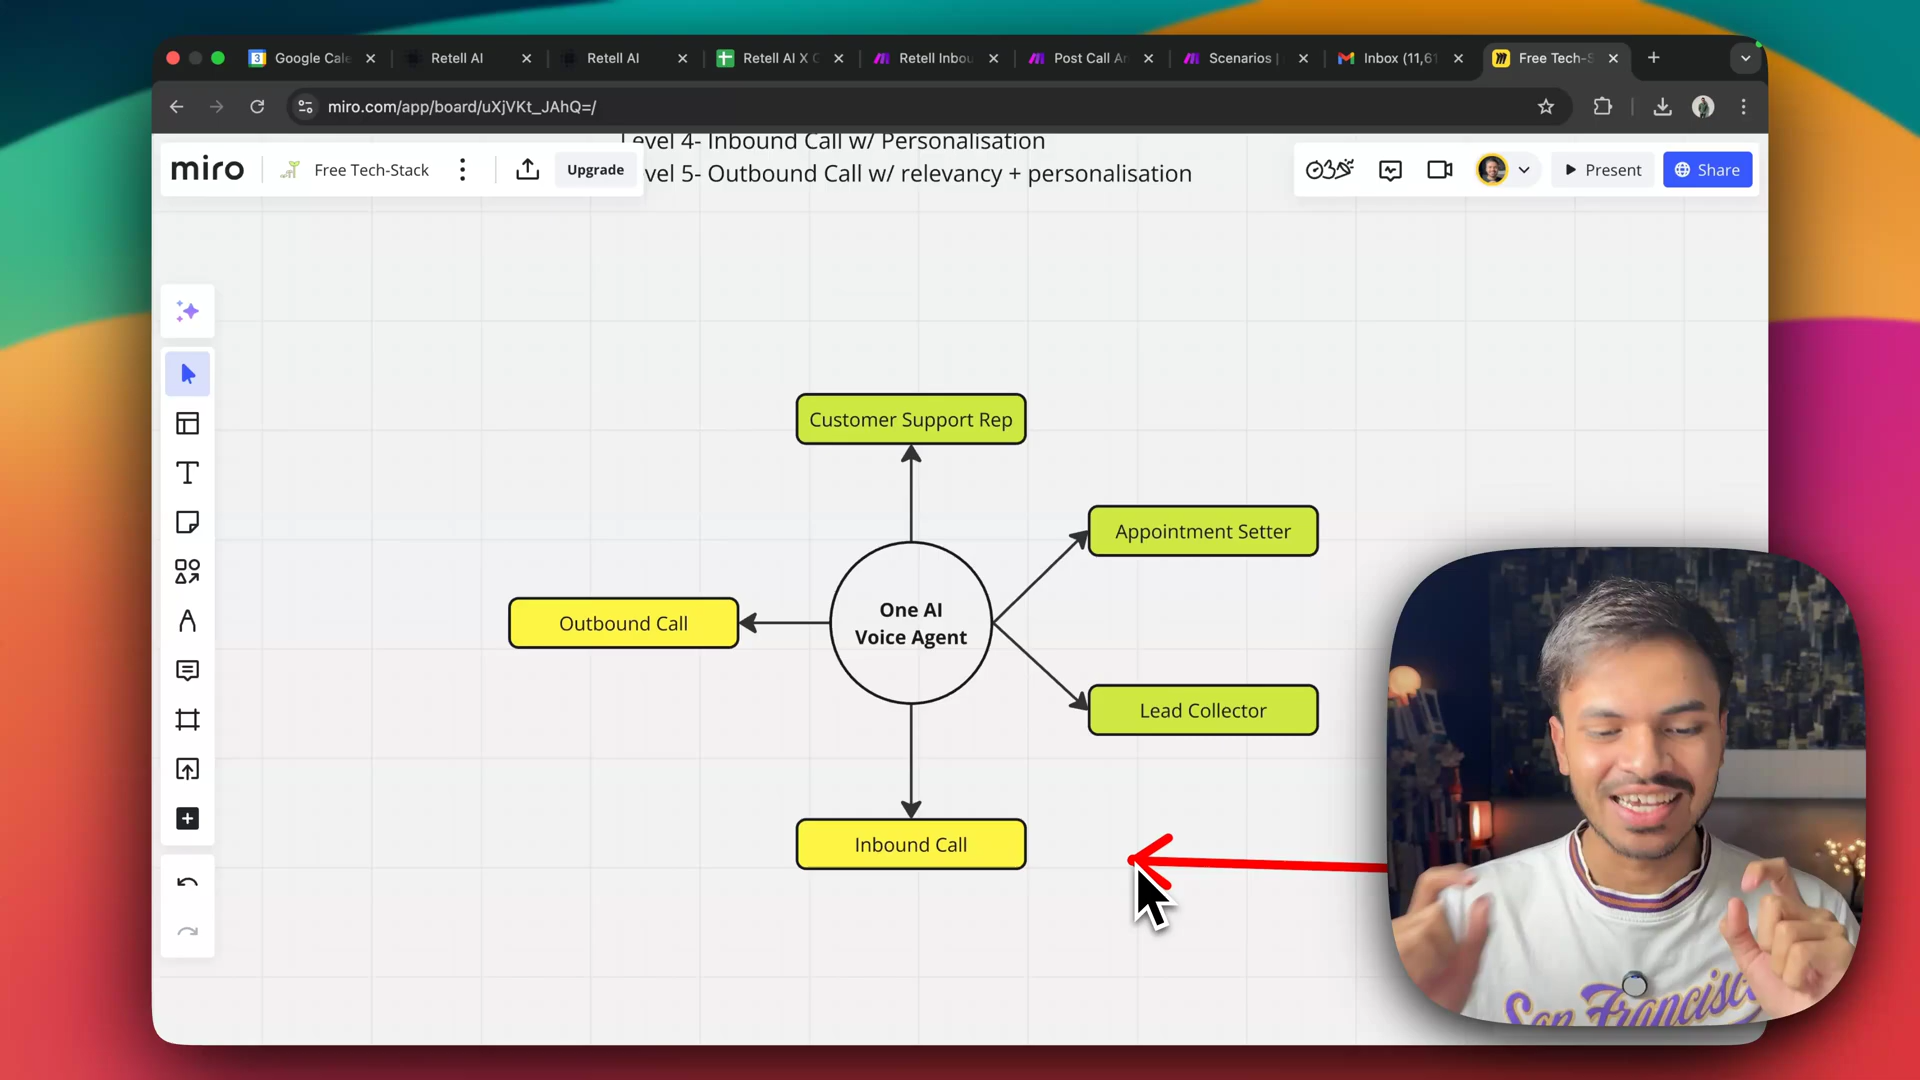 Google Cale
Retell AI
Retell AI
Retell AI X C
Retell Inbou
Post Call An
Scenarios |
Inbox (11,61
Free Tech-S
miro.com/app/board/uXjVKt_JAhQ=/
Level 4- Inbound Call w/ Personalisation
miro
Free Tech-Stack
Upgrade
vel 5- Outbound Call w/ relevancy + personalisation
Present
Share
Customer Support Rep
Appointment Setter
Outbound Call
One AI
Voice Agent
Lead Collector
Inbound Call
San Francisc